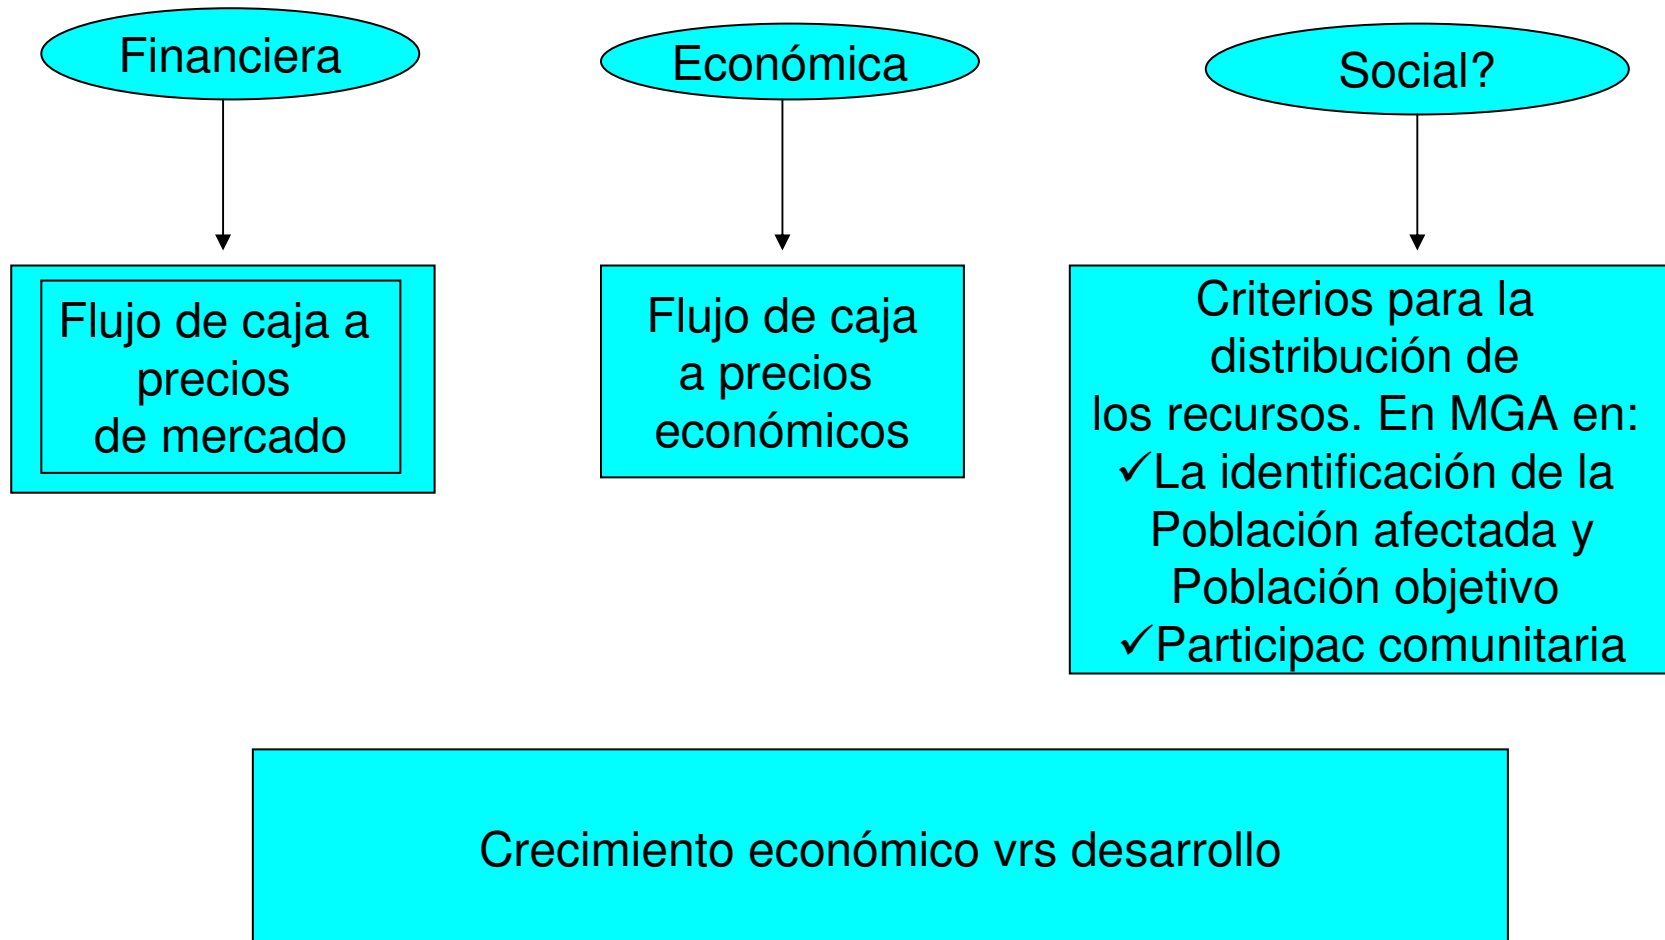 Financiera
Económica
Social?
Flujo de caja a
precios
de mercado
Flujo de caja
a precios
económicos
Criterios para la
distribución de
los recursos. En MGA en:
✓La identificación de la
Población afectada y
Población objetivo
✓Participac comunitaria
Crecimiento económico vrs desarrollo